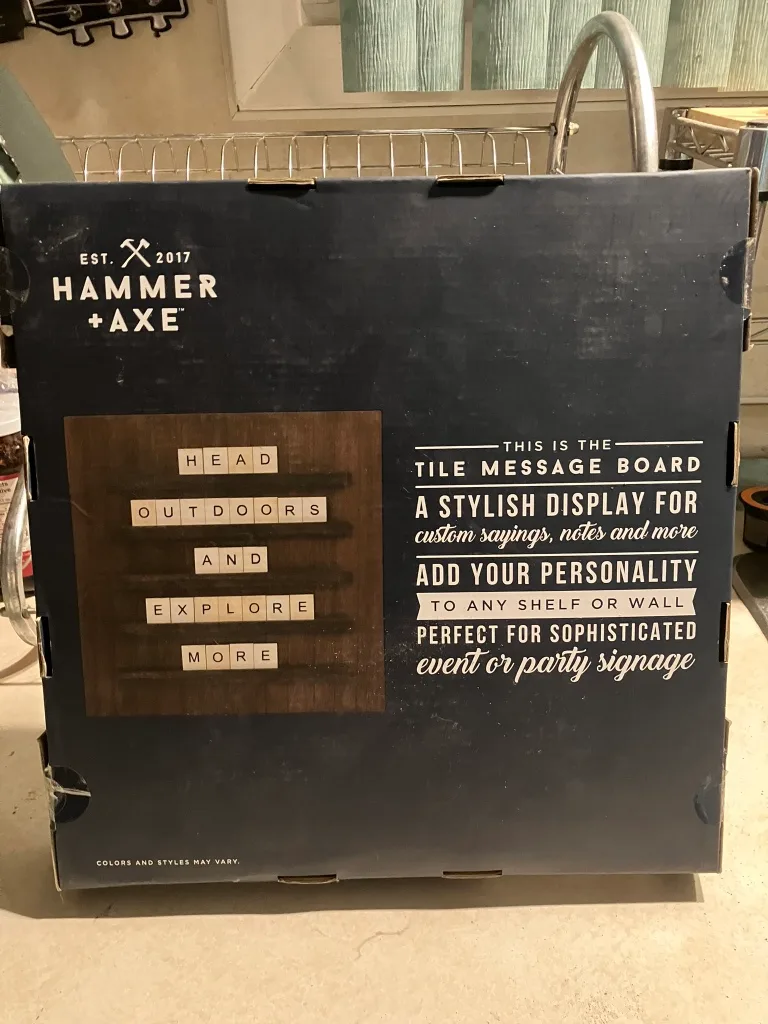 EST. 2017
HAMMER
+AXE™
HEAD
OUTDOORS
AND
EXPLORE
MORE
THIS IS THE
TILE MESSAGE BOARD
A STYLISH DISPLAY FOR
custom sayings, notes and more
ADD YOUR PERSONALITY
TO ANY SHELF OR WALL
PERFECT FOR SOPHISTICATED
event or party signage
COLORS AND STYLES MAY VARY.